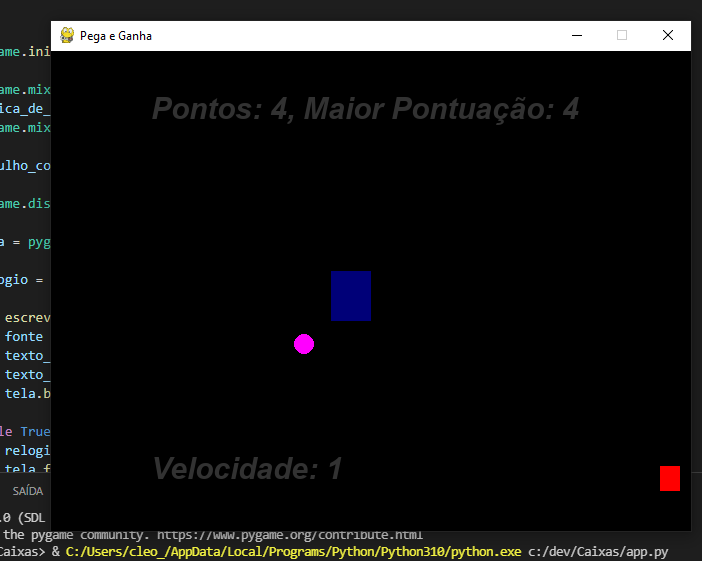 Pega e Ganha
ame.ini
Pontos: 4, Maior Pontuação: 4
ame.mix
ica_de_
ame.mix
ulho_co
ame.dis
a = pyg
ogio =
escrev
fonte
texto_
texto_
tela.b
le True
relogi
Velocidade: 1
tela.f
SAÍDA
.0 (SDL
the pygame community. https://www.pygame.org/contribute.html
Caixas> & C:/Users/cleo_/AppData/Local/Programs/Python/Python310/python.exe c:/dev/Caixas/app.py